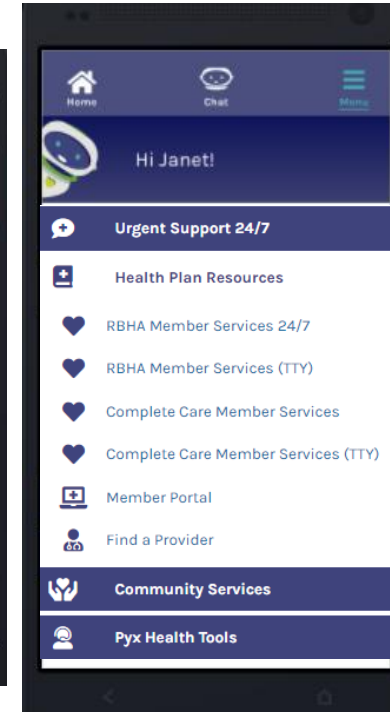 Home
Chat
Menu
Hi Janet!
Urgent Support 24/7
Health Plan Resources
RBHA Member Services 24/7
RBHA Member Services (TTY)
Complete Care Member Services
Complete Care Member Services (TTY)
Member Portal
Find a Provider
Community Services
Pyx Health Tools